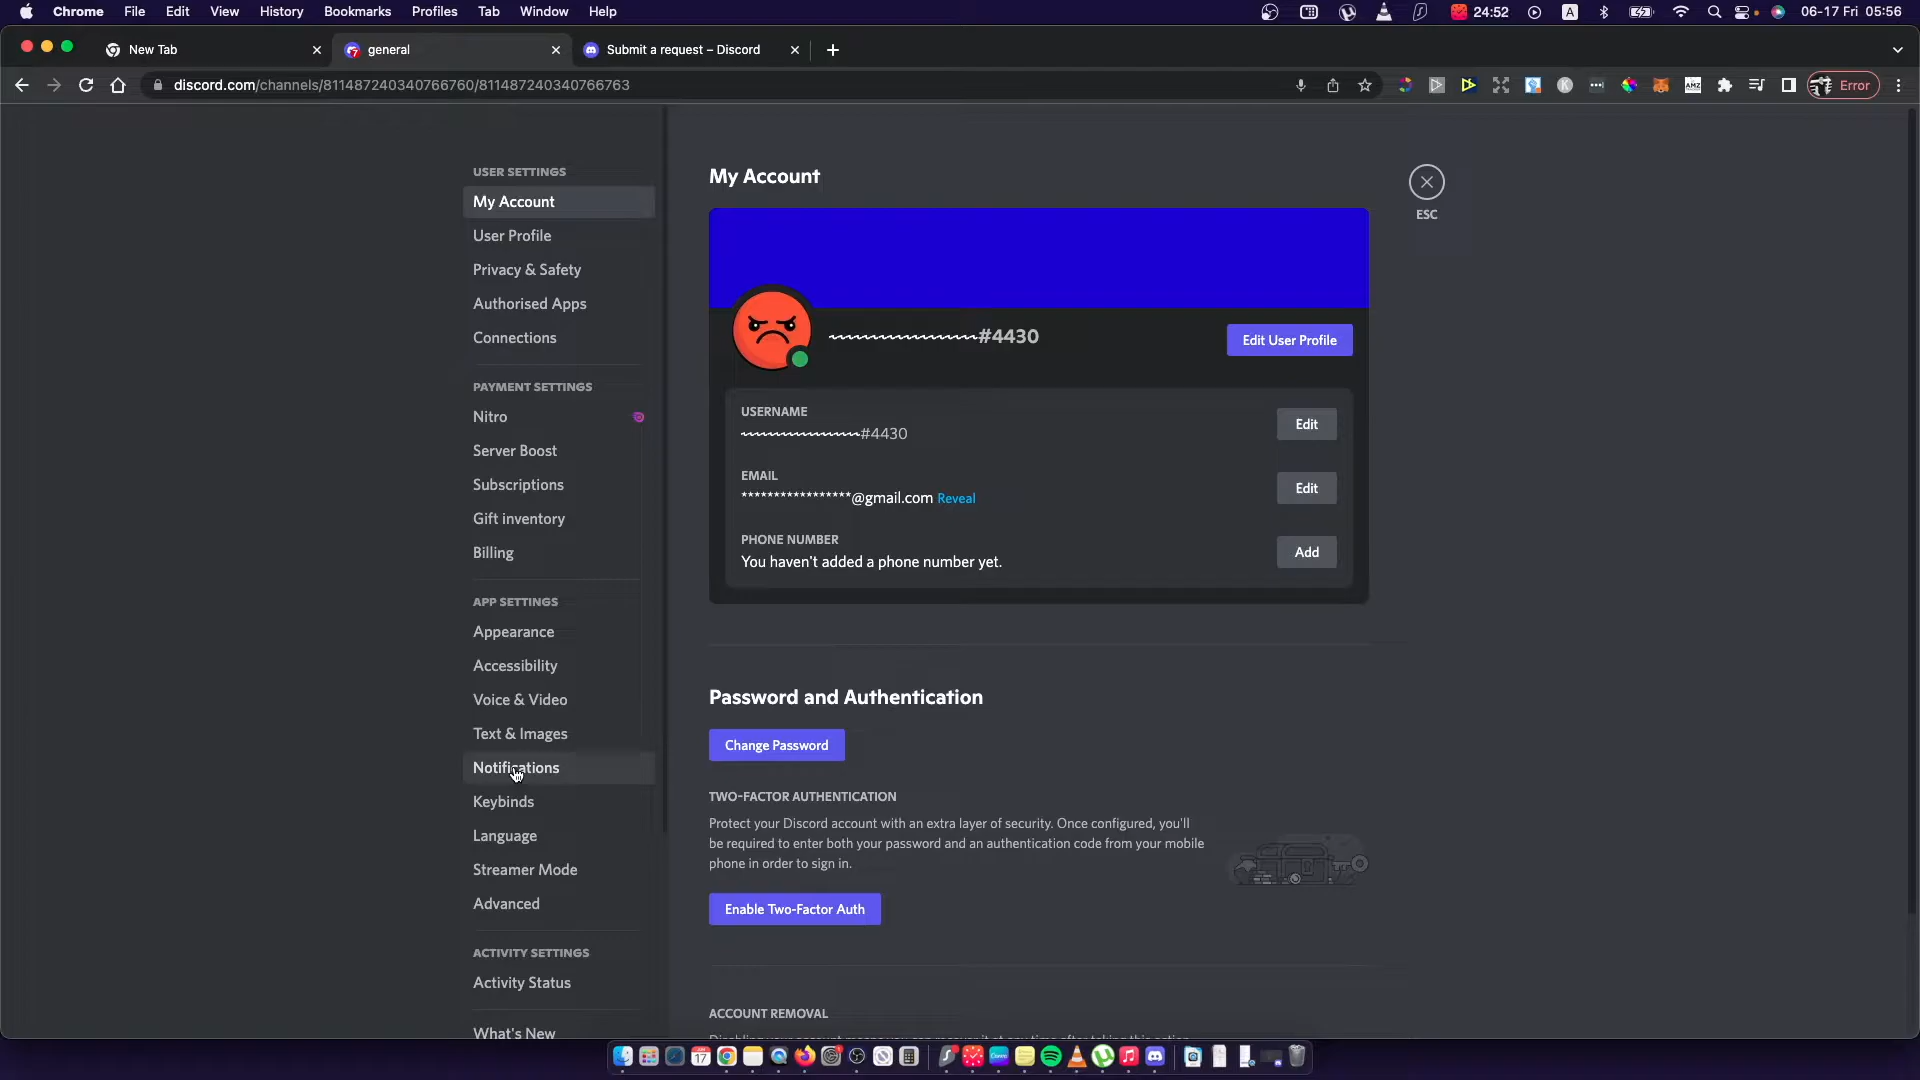 Chrome File Edit View History Bookmarks Profiles Tab Window Help 24:52 A 06-17 Fri 05:56
New Tab general Submit a request – Discord
discord.com/channels/811487240340766760/811487240340766763 K AMZ Error
USER SETTINGS
My Account
User Profile
Privacy & Safety
Authorised Apps
Connections
PAYMENT SETTINGS
Nitro
Server Boost
Subscriptions
Gift inventory
Billing
APP SETTINGS
Appearance
Accessibility
Voice & Video
Text & Images
Notifications
Keybinds
Language
Streamer Mode
Advanced
ACTIVITY SETTINGS
Activity Status
What's New
My Account
ESC
#4430
Edit User Profile
USERNAME
#4430
Edit
EMAIL
*****************@gmail.com Reveal
Edit
PHONE NUMBER
You haven't added a phone number yet.
Add
Password and Authentication
Change Password
TWO-FACTOR AUTHENTICATION
Protect your Discord account with an extra layer of security. Once configured, you'll
be required to enter both your password and an authentication code from your mobile
phone in order to sign in.
Enable Two-Factor Auth
ACCOUNT REMOVAL
17